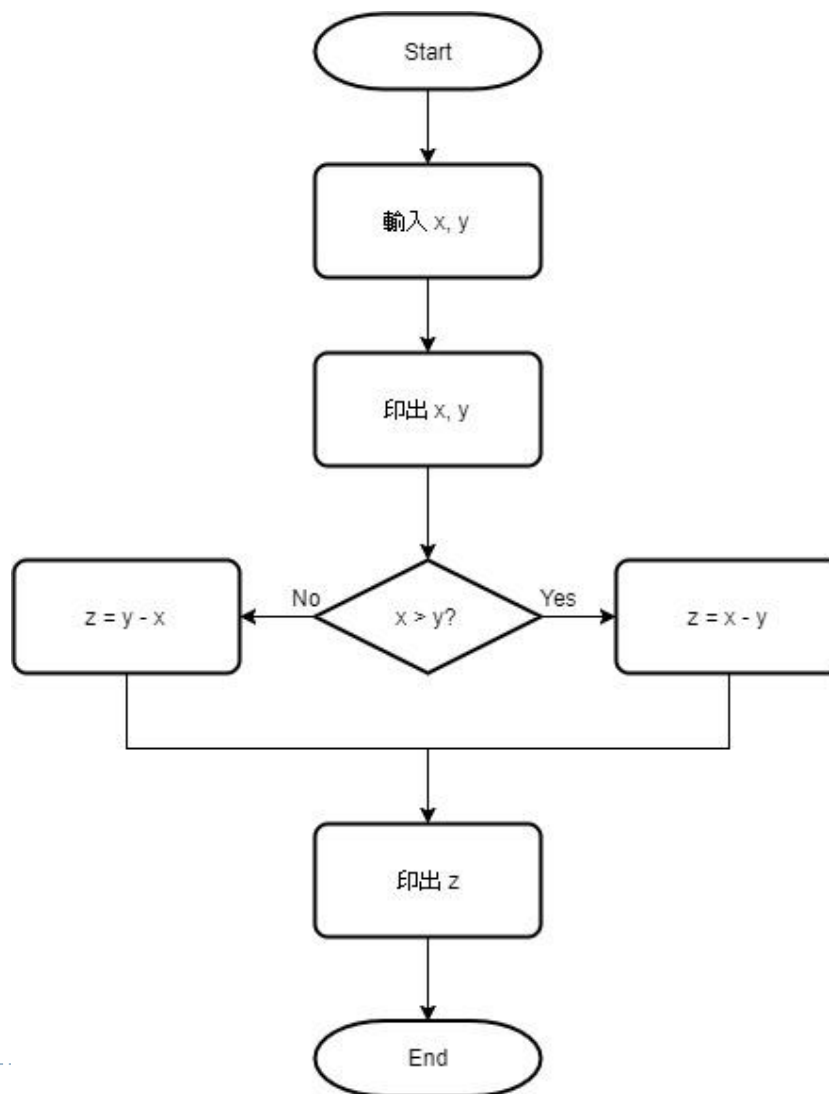 Start
輸入 x, y
印出 x, y
No
x > y?
Yes
z = y - x
z = x - y
印出 z
End